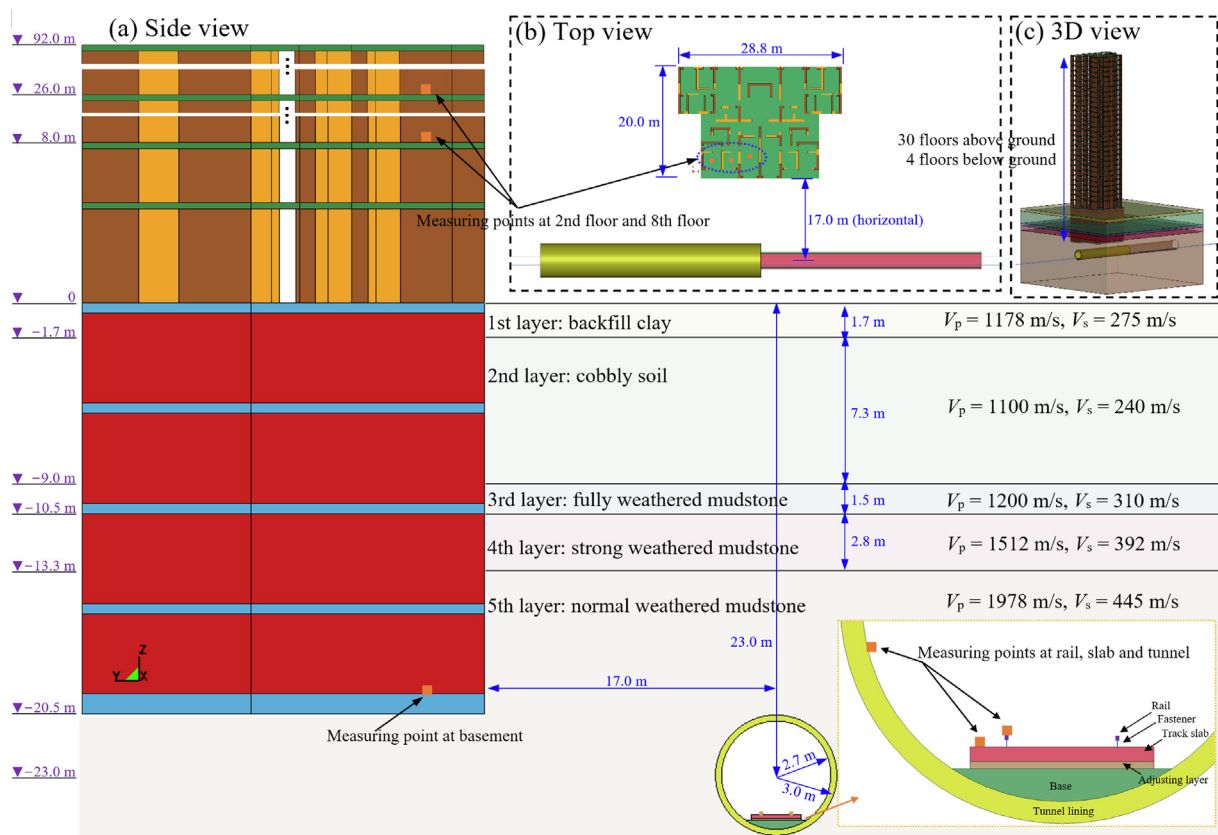 (a) Side view
92.0 m
26.0 m
8.0 m
0
−1.7 m
−9.0 m
−10.5 m
−13.3 m
−20.5 m
−23.0 m
Z
Y
X
Measuring point at basement
Measuring points at 2nd floor and 8th floor
(b) Top view
28.8 m
20.0 m
17.0 m (horizontal)
(c) 3D view
30 floors above ground
4 floors below ground
1st layer: backfill clay
1.7 m
Vp = 1178 m/s, Vs = 275 m/s
2nd layer: cobbly soil
7.3 m
Vp = 1100 m/s, Vs = 240 m/s
3rd layer: fully weathered mudstone
1.5 m
Vp = 1200 m/s, Vs = 310 m/s
4th layer: strong weathered mudstone
2.8 m
Vp = 1512 m/s, Vs = 392 m/s
5th layer: normal weathered mudstone
Vp = 1978 m/s, Vs = 445 m/s
23.0 m
17.0 m
2.7 m
3.0 m
Measuring points at rail, slab and tunnel
Rail
Fastener
Track slab
Adjusting layer
Base
Tunnel lining